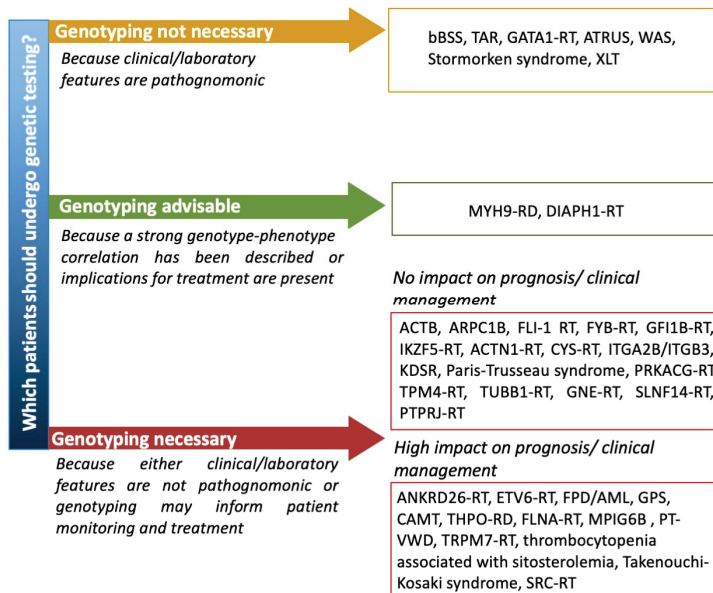 Which patients should undergo genetic testing?
Genotyping not necessary
Because clinical/laboratory
features are pathognomonic
bBSS, TAR, GATA1-RT, ATRUS, WAS,
Stormorken syndrome, XLT
Genotyping advisable
Because a strong genotype-phenotype
correlation has been described or
implications for treatment are present
MYH9-RD, DIAPH1-RT
Genotyping necessary
Because either clinical/laboratory
features are not pathognomonic or
genotyping may inform patient
monitoring and treatment
No impact on prognosis/ clinical
management
ACTB, ARPC1B, FLI-1 RT, FYB-RT, GFI1B-RT,
IKZF5-RT, ACTN1-RT, CYS-RT, ITGA2B/ITGB3,
KDSR, Paris-Trusseau syndrome, PRKACG-RT
TPM4-RT, TUBB1-RT, GNE-RT, SLNF14-RT,
PTPRJ-RT
High impact on prognosis/ clinical
management
ANKRD26-RT, ETV6-RT, FPD/AML, GPS,
CAMT, THPO-RD, FLNA-RT, MPIG6B , PT-
VWD, TRPM7-RT, thrombocytopenia
associated with sitosterolemia, Takenouchi-
Kosaki syndrome, SRC-RT